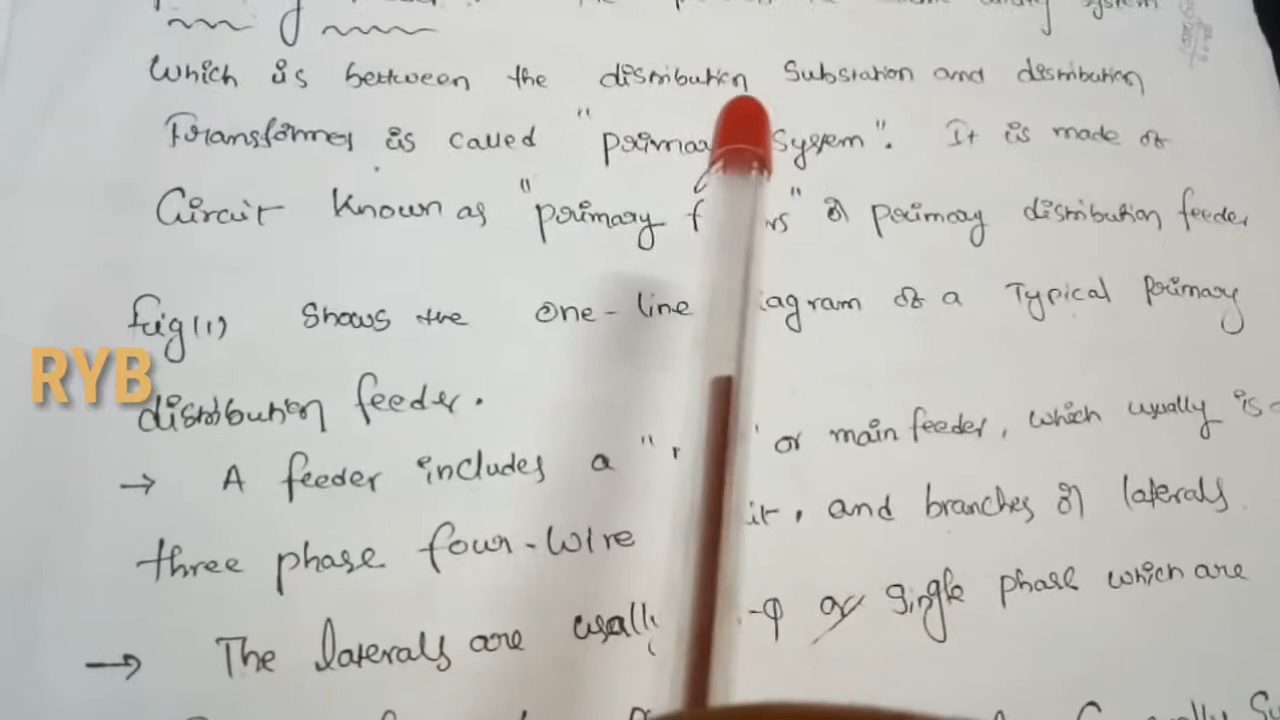 system
which is between the distribution Substation and distribution
Transformer is called "primary system". It is made of
Circuit known as "primary f rs" or primary distribution feeder
fig(1) shows the one-line iagram of a Typical primary
RYB
distribution feeder.
→ A feeder includes a " " or main feeder, which usually is
three phase four-wire it, and branches or laterals
→ The laterals are usall -φ or single phase which are